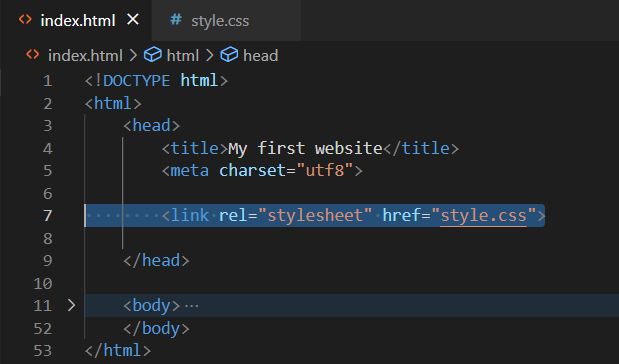 index.html
style.css
index.html > html > head
1 <!DOCTYPE html>
2 <html>
3 <head>
4 <title>My first website</title>
5 <meta charset="utf8">
6
7 <link rel="stylesheet" href="style.css">
8
9 </head>
10
11 <body>…
52 </body>
53 </html>